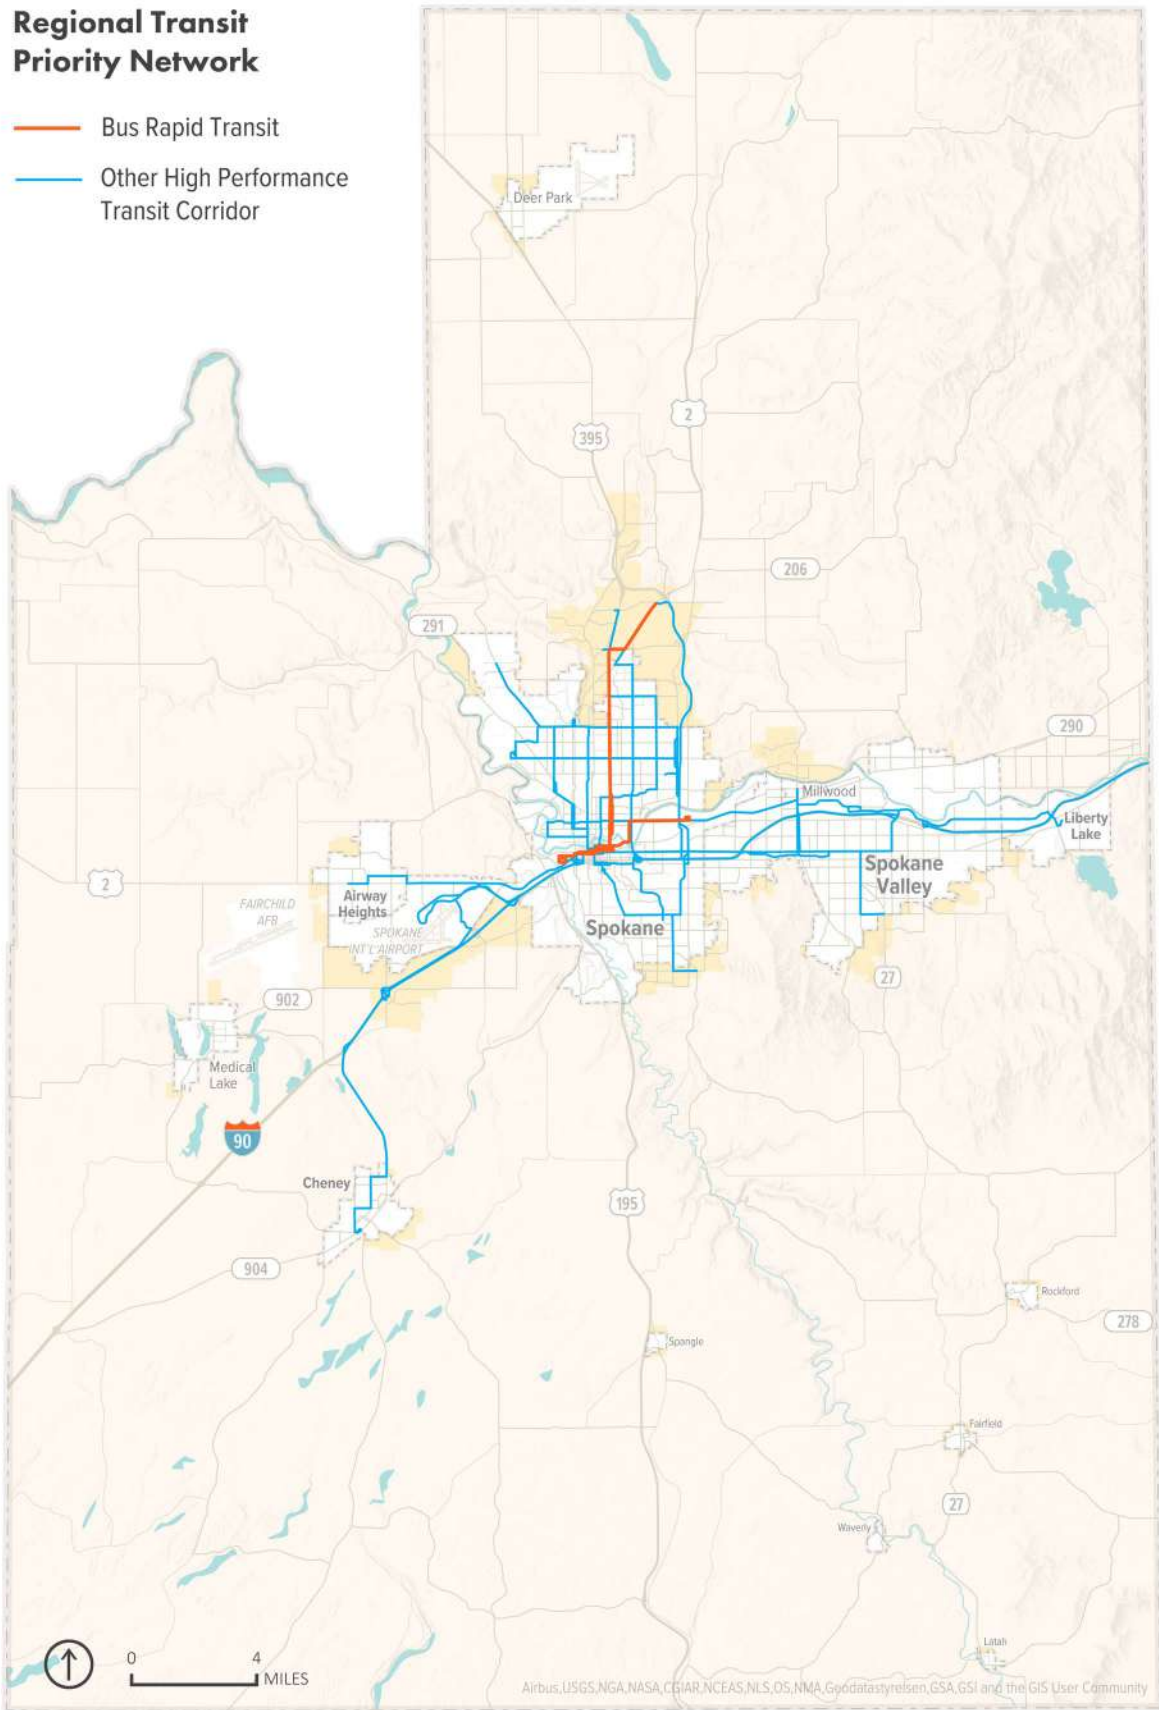 Regional Transit
Priority Network
Bus Rapid Transit
Other High Performance
Transit Corridor
Deer Park
2
395
206
291
290
Millwood
Liberty
Lake
Spokane
Valley
2
Airway
Heights
FAIRCHILD
AFB
SPOKANE
INT'L AIRPORT
Spokane
27
902
Medical
Lake
90
Cheney
195
904
Rockford
278
Spangle
Fairfield
27
Waverly
Latah
0 4
MILES
Airbus,USGS,NGA,NASA,CGIAR,NCEAS,NLS,OS,NMA,Geodatastyrelsen,GSA,GSI and the GIS User Community